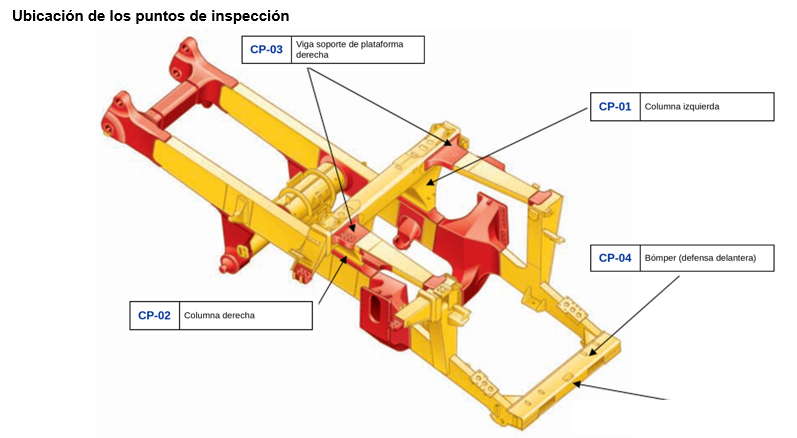 Ubicación de los puntos de inspección
CP-03
Viga soporte de plataforma
derecha
CP-01
Columna izquierda
CP-04
Bómper (defensa delantera)
CP-02
Columna derecha